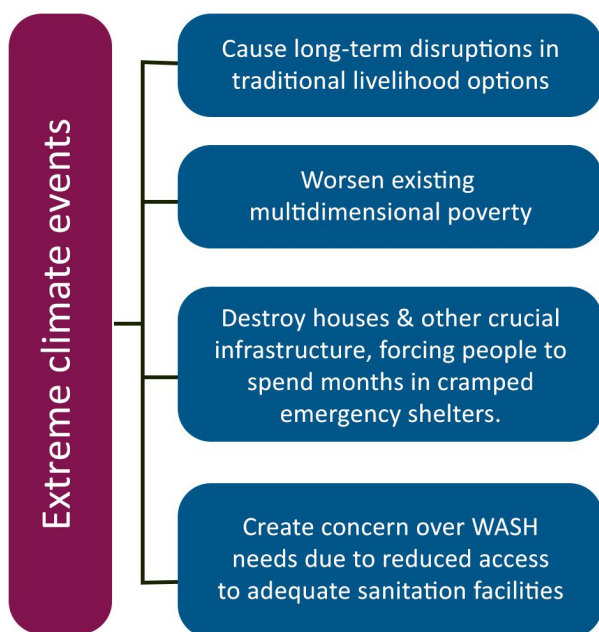 Extreme climate events
Cause long-term disruptions in
traditional livelihood options
Worsen existing
multidimensional poverty
Destroy houses & other crucial
infrastructure, forcing people to
spend months in cramped
emergency shelters.
Create concern over WASH
needs due to reduced access
to adequate sanitation facilities